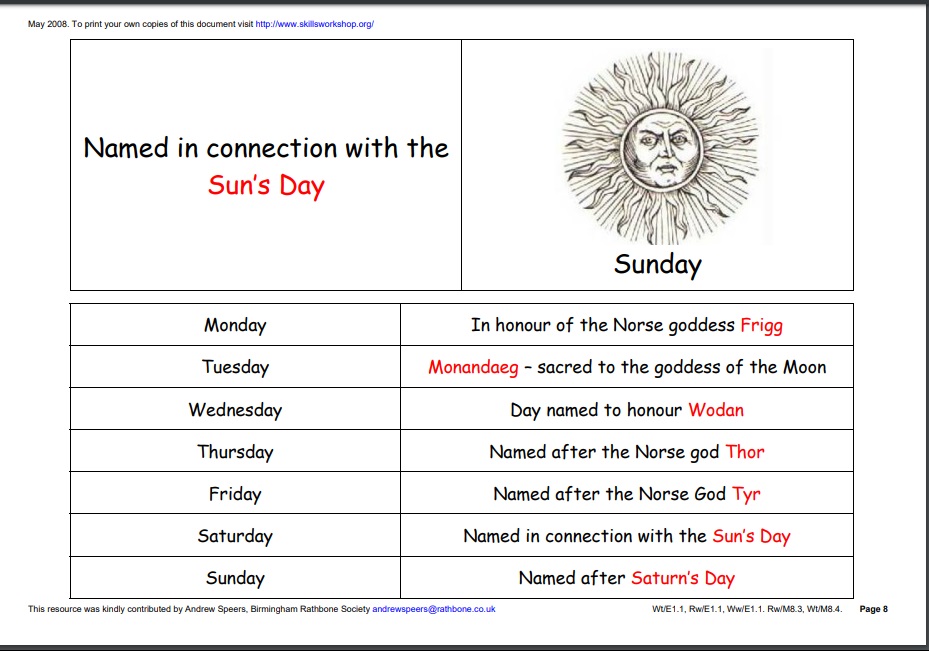 May 2008. To print your own copies of this document visit http://www.skillsworkshop.org/
Named in connection with the
Sun's Day
Sunday
Monday In honour of the Norse goddess Frigg
Tuesday Monandaeg – sacred to the goddess of the Moon
Wednesday Day named to honour Wodan
Thursday Named after the Norse god Thor
Friday Named after the Norse God Tyr
Saturday Named in connection with the Sun's Day
Sunday Named after Saturn's Day
This resource was kindly contributed by Andrew Speers, Birmingham Rathbone Society andrewspeers@rathbone.co.uk Wt/E1.1, Rw/E1.1, Ww/E1.1. Rw/M8.3, Wt/M8.4. Page 8